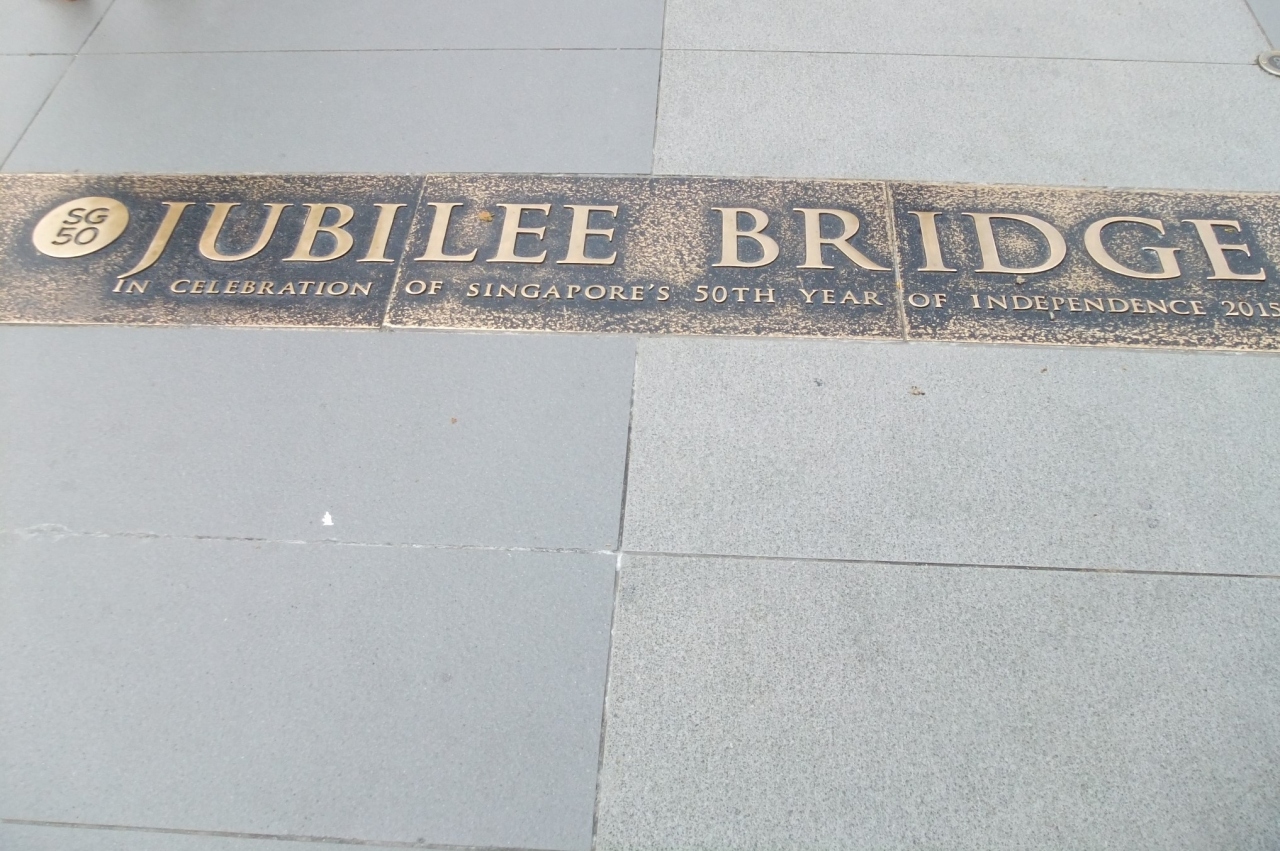 SG
50
JUBILEE BRIDGE
IN CELEBRATION OF SINGAPORE'S 50TH YEAR OF INDEPENDENCE 2015